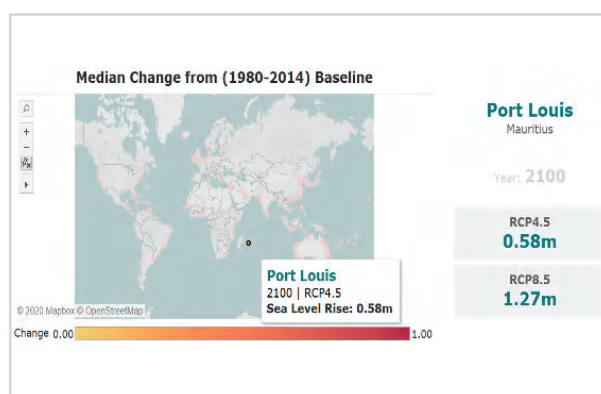 Median Change from (1980-2014) Baseline
Port Louis
Mauritius
Year: 2100
RCP4.5
0.58m
RCP8.5
1.27m
Port Louis
2100 | RCP4.5
Sea Level Rise: 0.58m
© 2020 Mapbox © OpenStreetMap
Change 0.00 1.00